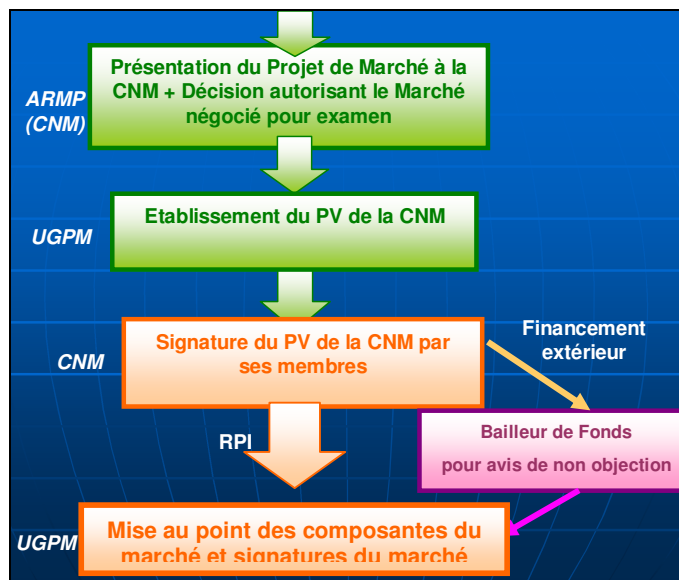 Présentation du Projet de Marché à la
CNM + Décision autorisant le Marché
négocié pour examen
ARMP
(CNM)
Etablissement du PV de la CNM
UGPM
Signature du PV de la CNM par
ses membres
CNM
Financement
extérieur
RPI
Bailleur de Fonds
pour avis de non objection
Mise au point des composantes du
marché et signatures du marché
UGPM